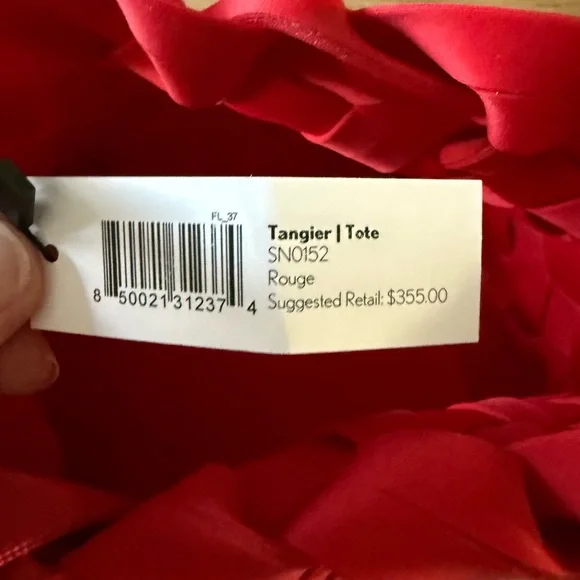 FL_37
8 50021 31237 4
Tangier | Tote
SN0152
Rouge
Suggested Retail: $355.00